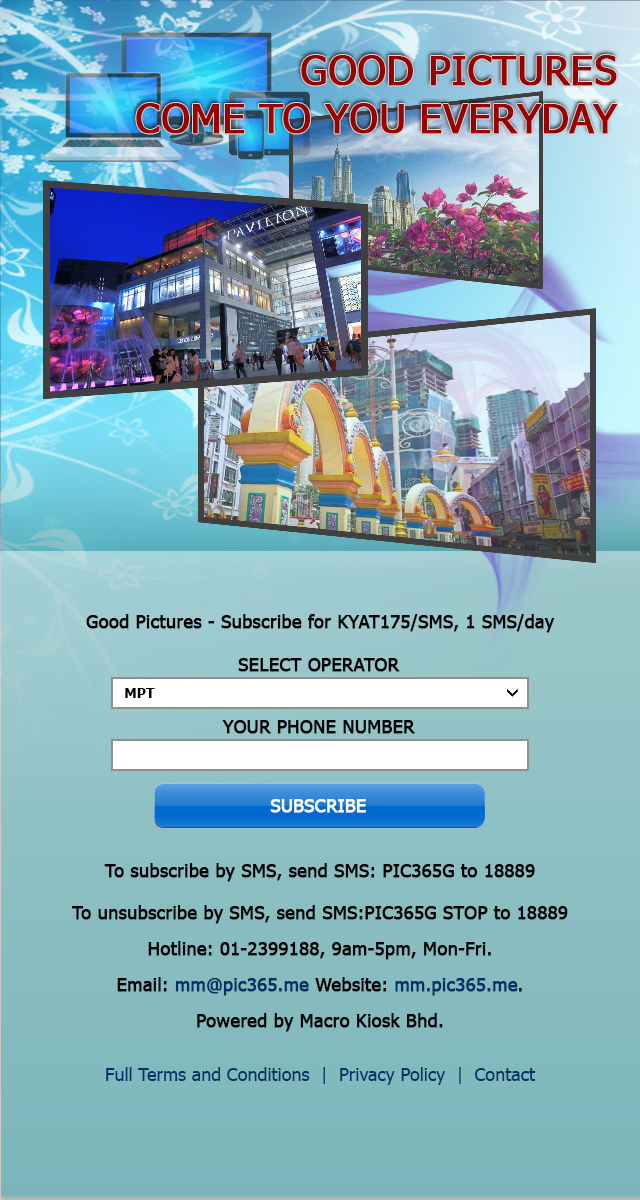 GOOD PICTURES
COME TO YOU EVERYDAY
PAVILION
Good Pictures - Subscribe for KYAT175/SMS, 1 SMS/day
SELECT OPERATOR
MPT
YOUR PHONE NUMBER
SUBSCRIBE
To subscribe by SMS, send SMS: PIC365G to 18889
To unsubscribe by SMS, send SMS:PIC365G STOP to 18889
Hotline: 01-2399188, 9am-5pm, Mon-Fri.
Email: mm@pic365.me Website: mm.pic365.me.
Powered by Macro Kiosk Bhd.
Full Terms and Conditions | Privacy Policy | Contact